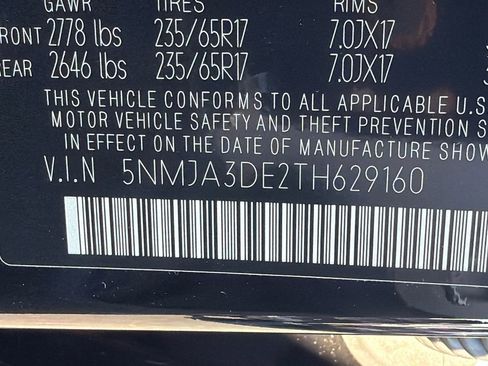 GAWR TIRES RIMS
FRONT 2778 lbs 235/65R17 7.0JX17
REAR 2646 lbs 235/65R17 7.0JX17
THIS VEHICLE CONFORMS TO ALL APPLICABLE U.S
MOTOR VEHICLE SAFETY AND THEFT PREVENTION S
IN EFFECT ON THE DATE OF MANUFACTURE SHOW
V.I.N 5NMJA3DE2TH629160